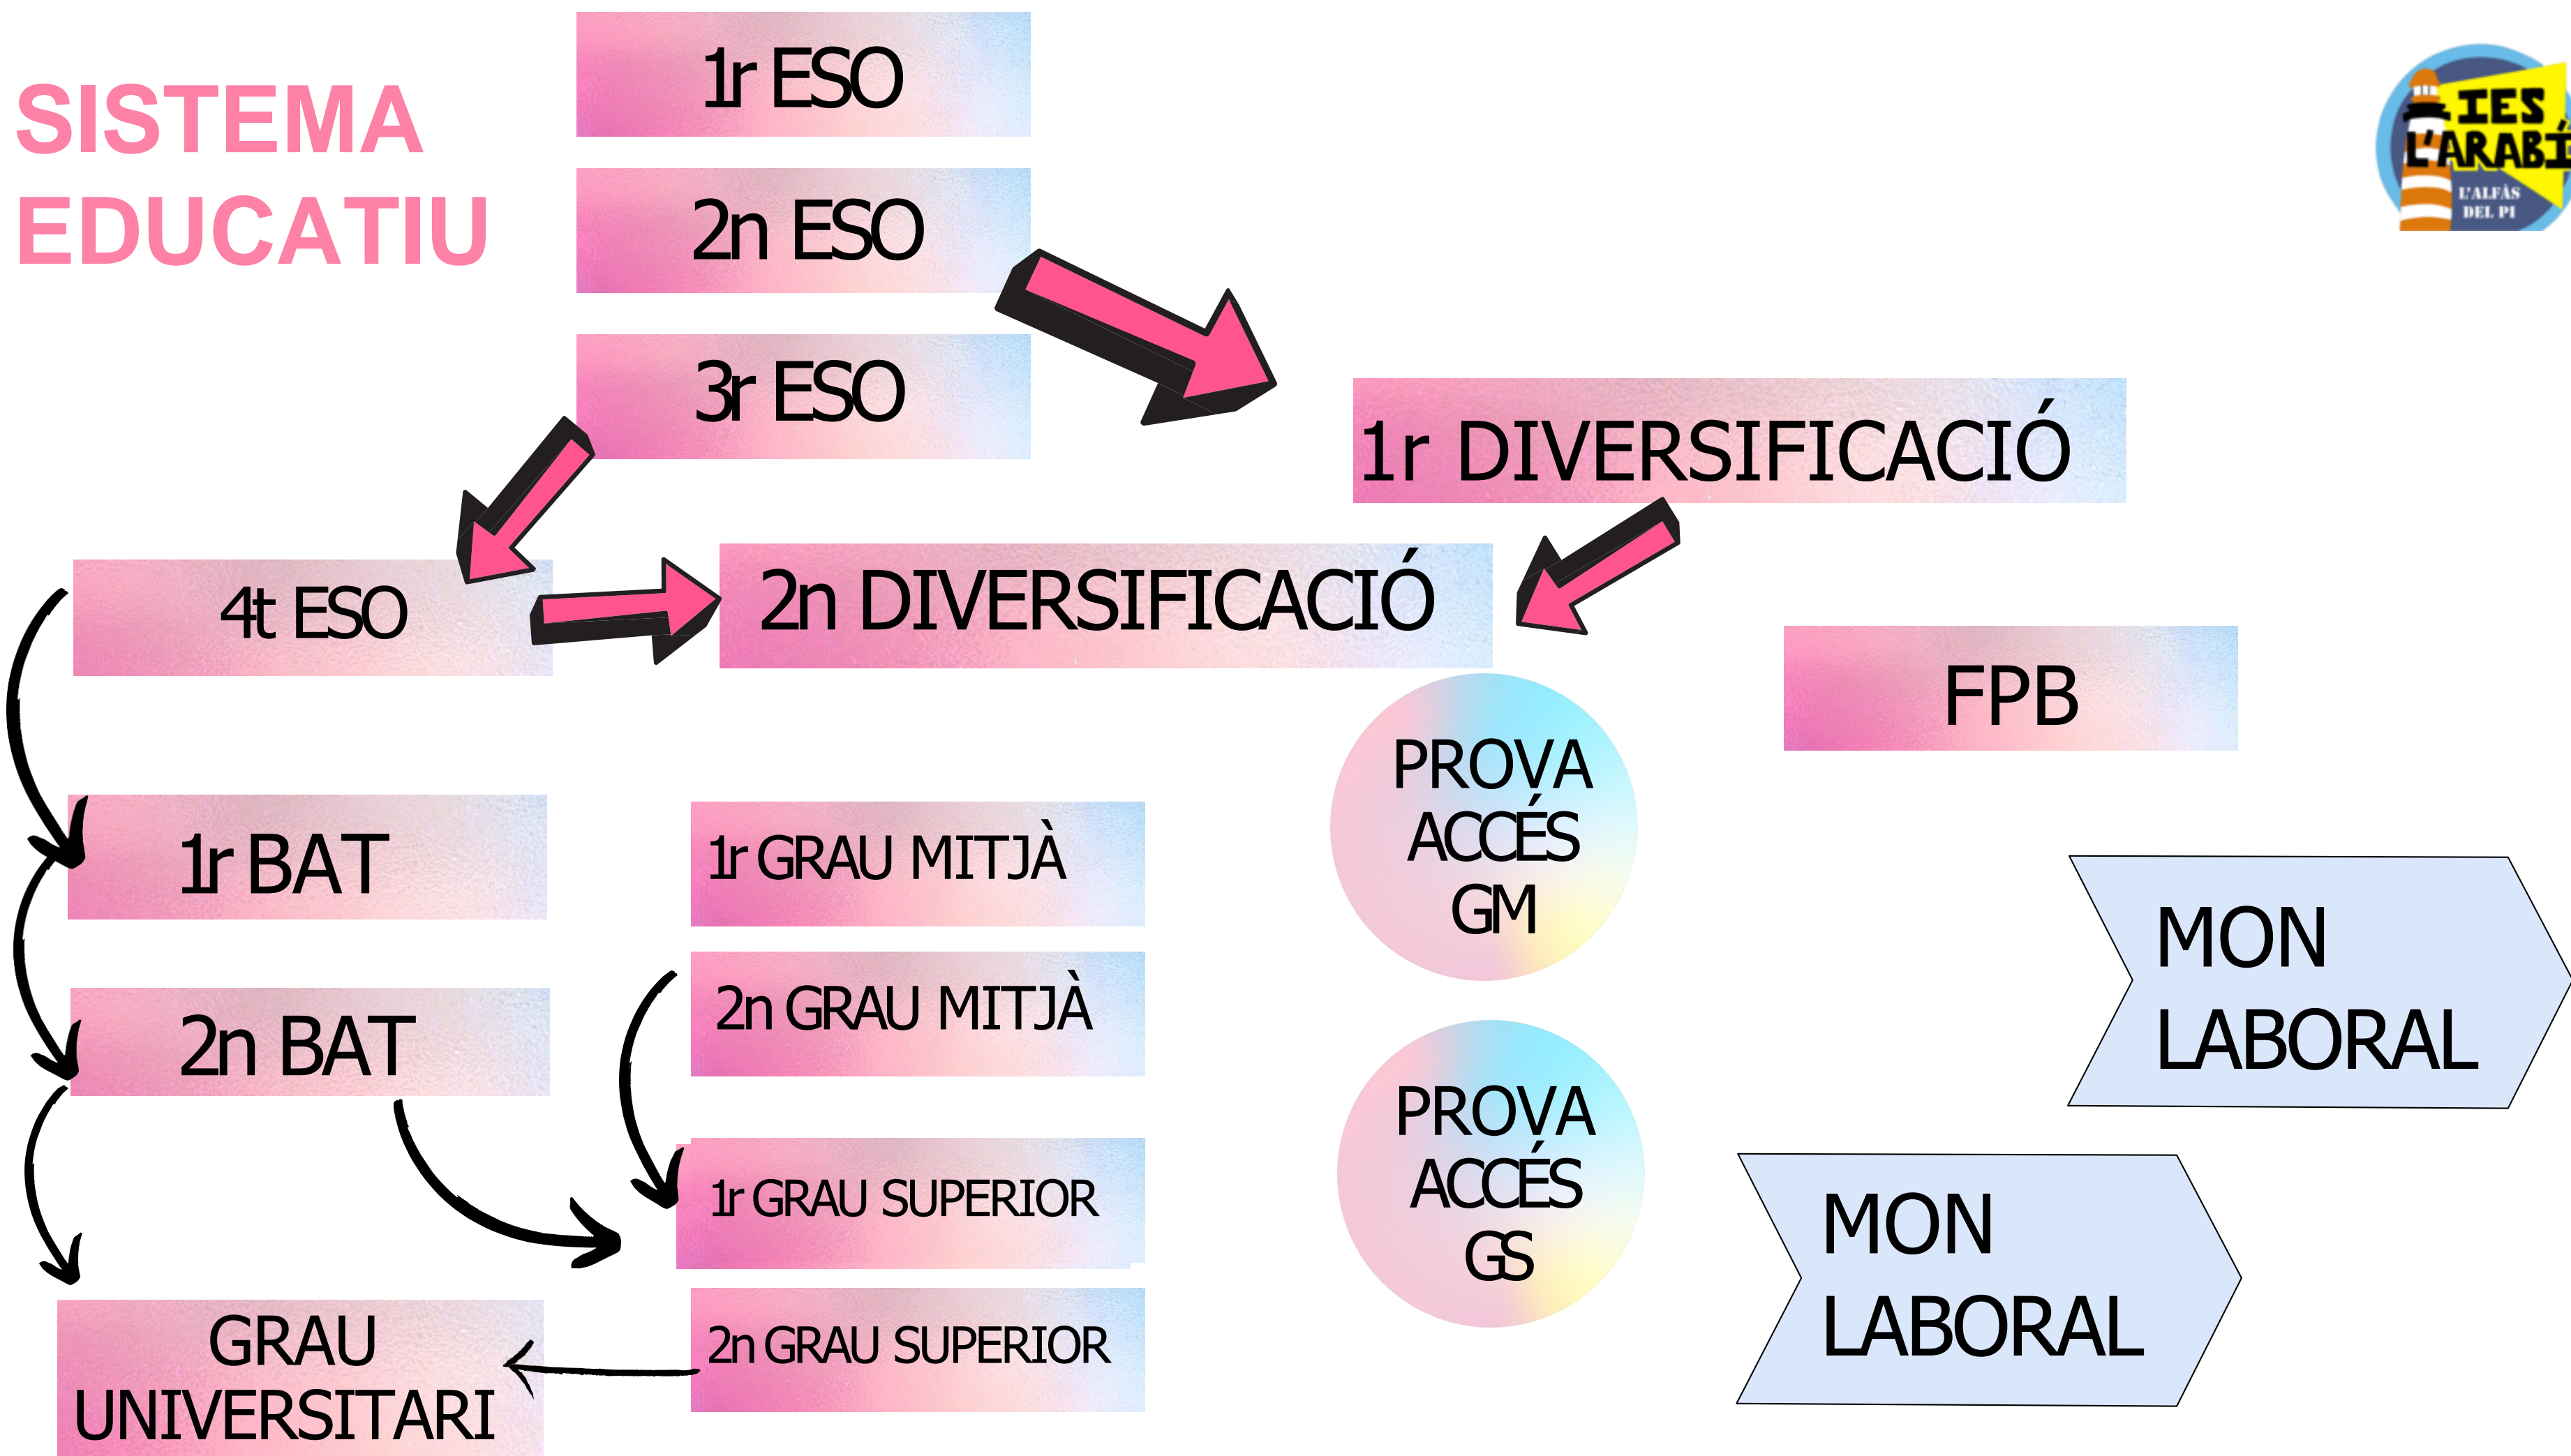 SISTEMA
EDUCATIU
1r ESO
2n ESO
3r ESO
IES
L'ARABÍ
L'ALFÀS
DEL PI
1r DIVERSIFICACIÓ
4t ESO
2n DIVERSIFICACIÓ
FPB
PROVA
ACCÉS
GM
1r BAT
1r GRAU MITJÀ
2n BAT
2n GRAU MITJÀ
MON
LABORAL
PROVA
ACCÉS
GS
1r GRAU SUPERIOR
MON
LABORAL
GRAU
UNIVERSITARI
2n GRAU SUPERIOR